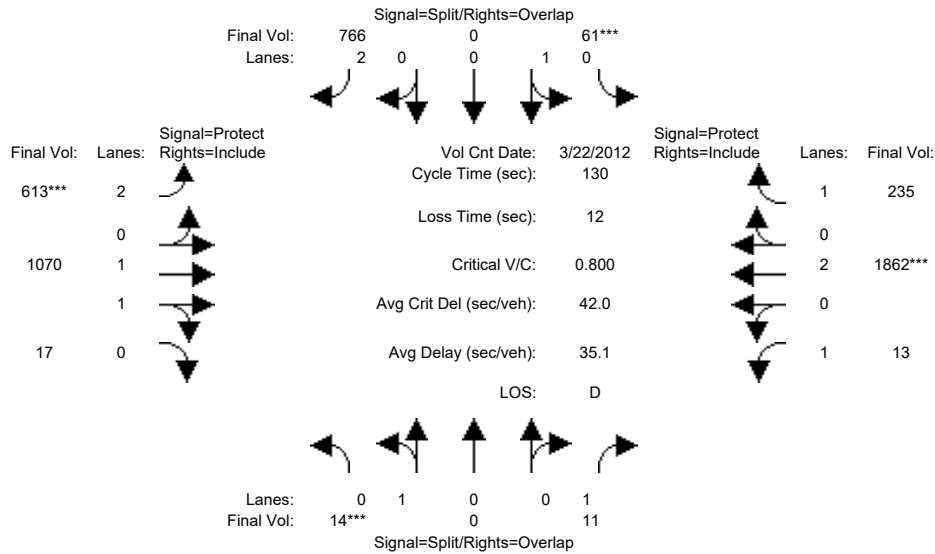 Signal=Split/Rights=Overlap
Final Vol: 766 0 61***
Lanes: 2 0 0 1 0
Signal=Protect Signal=Protect
Final Vol: Lanes: Rights=Include Vol Cnt Date: 3/22/2012 Rights=Include Lanes: Final Vol:
Cycle Time (sec): 130
613*** 2 1 235
Loss Time (sec): 12
0 0
1070 1 Critical V/C: 0.800 2 1862***
1 Avg Crit Del (sec/veh): 42.0 0
17 0 Avg Delay (sec/veh): 35.1 1 13
LOS: D
Lanes: 0 1 0 0 1
Final Vol: 14*** 0 11
Signal=Split/Rights=Overlap